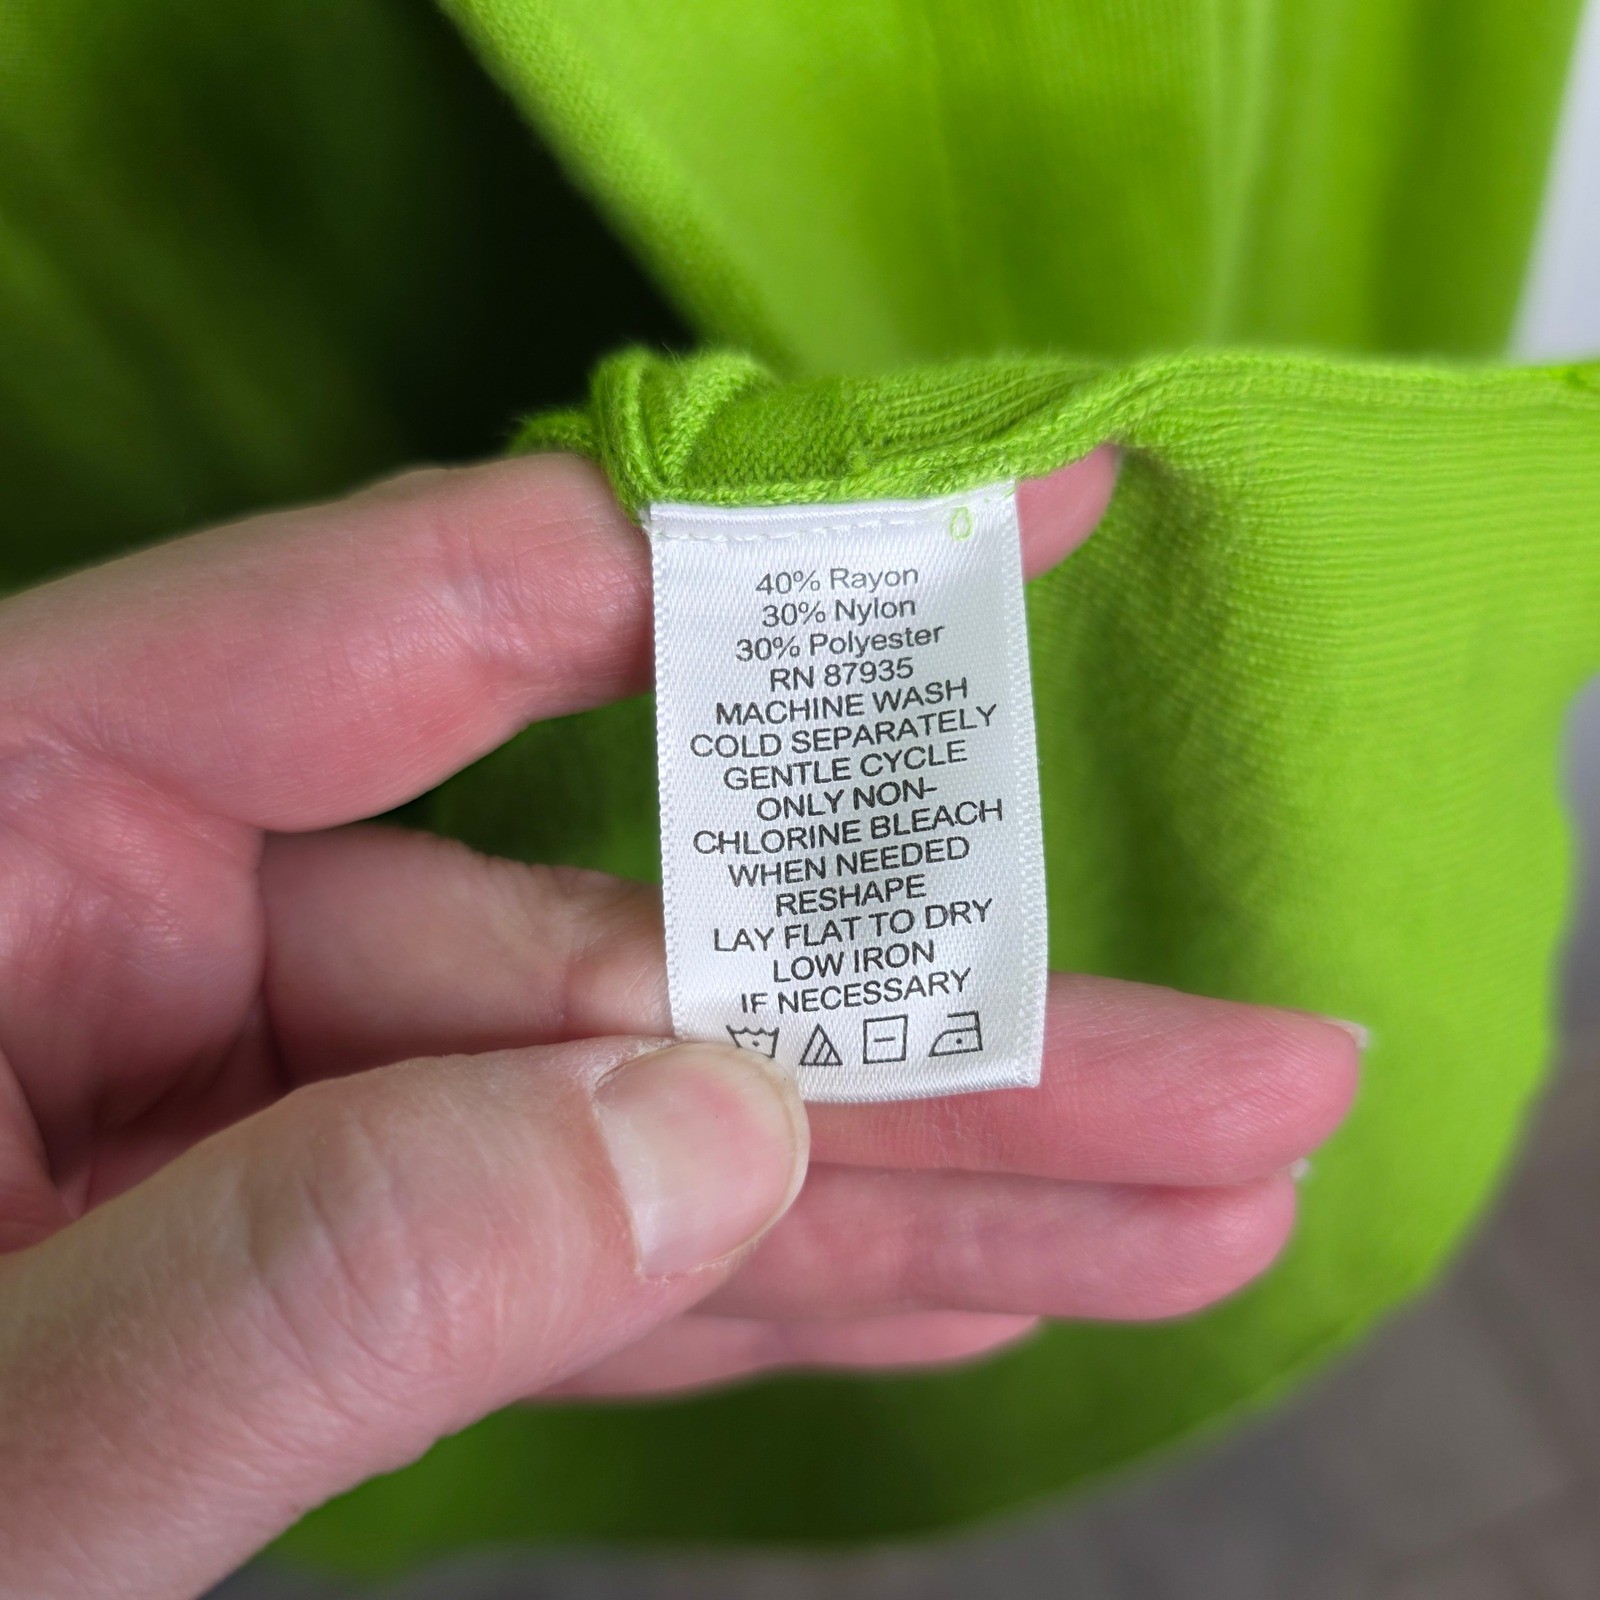 0
40% Rayon
30% Nylon
30% Polyester
RN 87935
MACHINE WASH
COLD SEPARATELY
GENTLE CYCLE
ONLY NON-
CHLORINE BLEACH
WHEN NEEDED
RESHAPE
LAY FLAT TO DRY
LOW IRON
IF NECESSARY